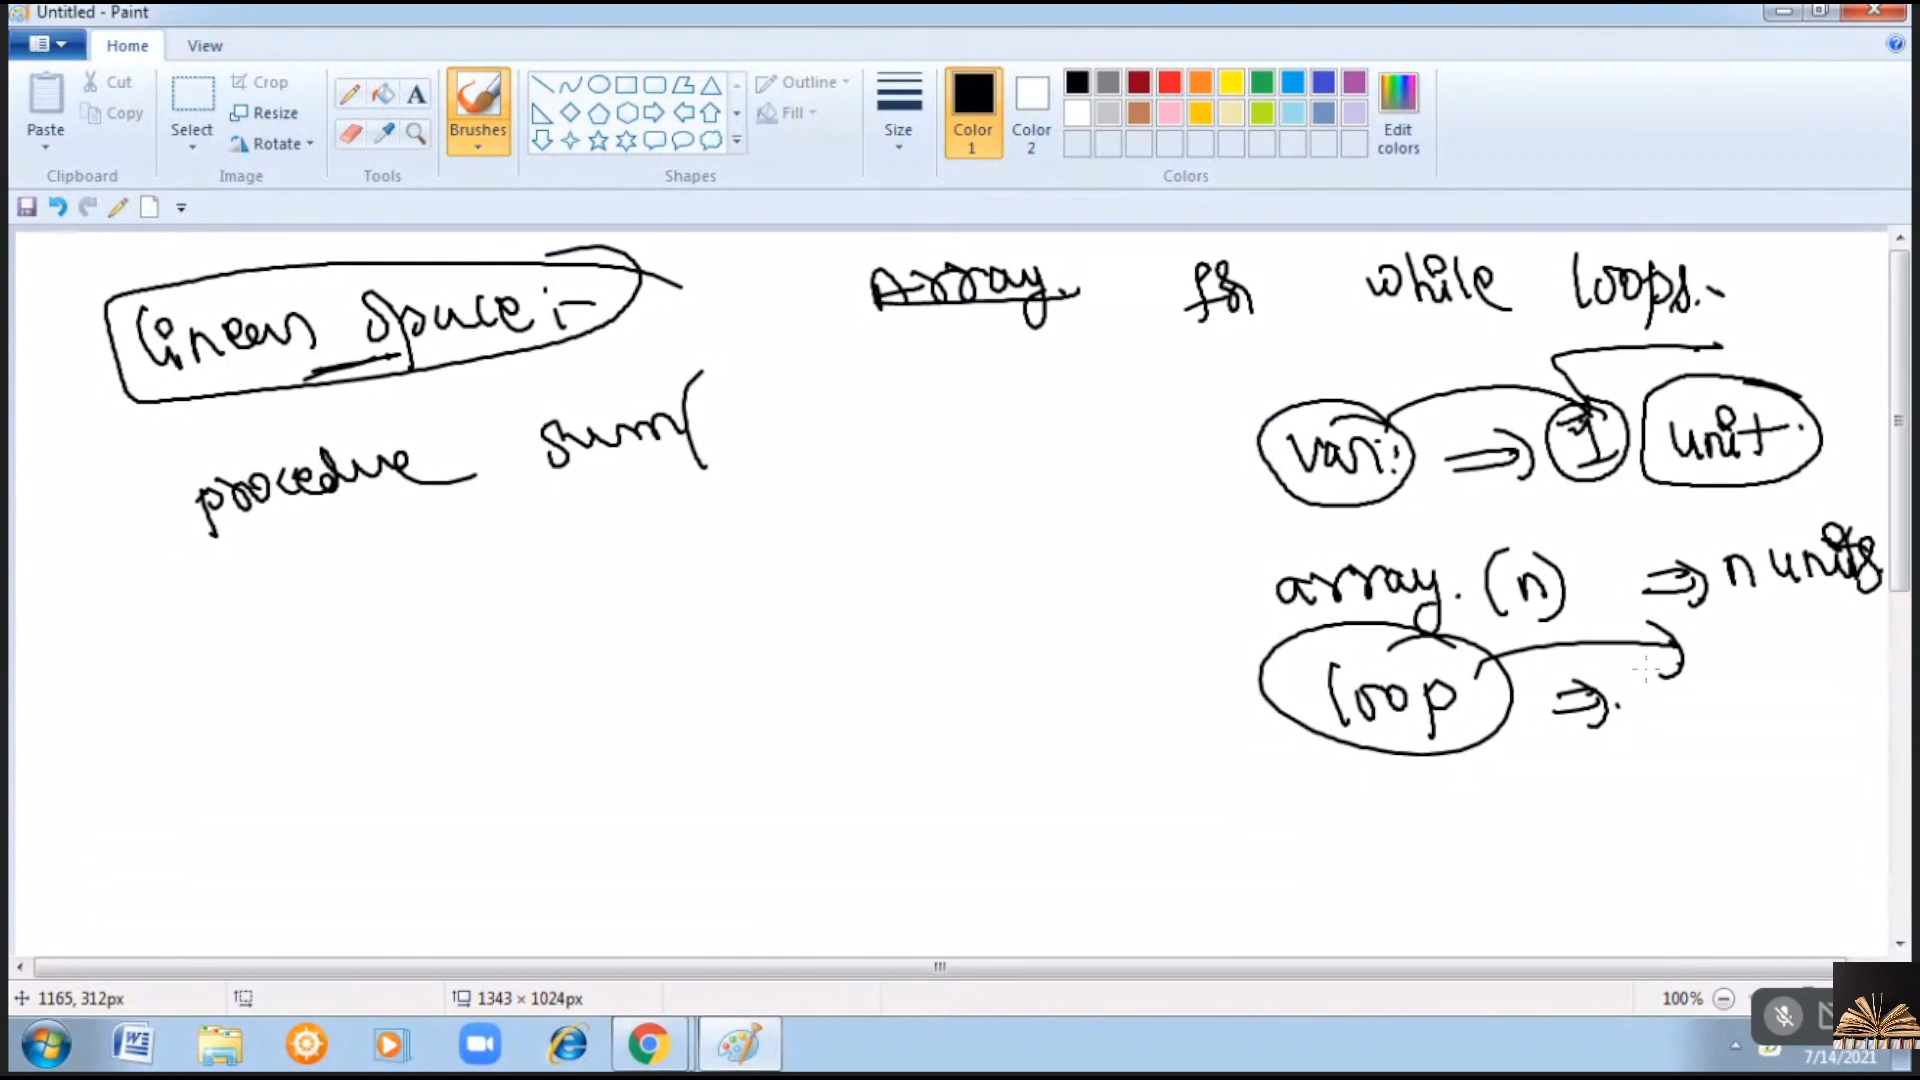 Untitled - Paint
Home View
Paste Cut Copy Clipboard
Select Crop Resize Rotate Image
Tools
Brushes
Shapes
Outline Fill
Size
Color 1 Color 2 Edit colors
Colors
Linear Space:-
Array. for while loops.
procedure sum(
vari: ⇒ 1 unit.
array. (n) ⇒ n units
loop ⇒.
1165, 312px 1343 × 1024px 100%
7/14/2021